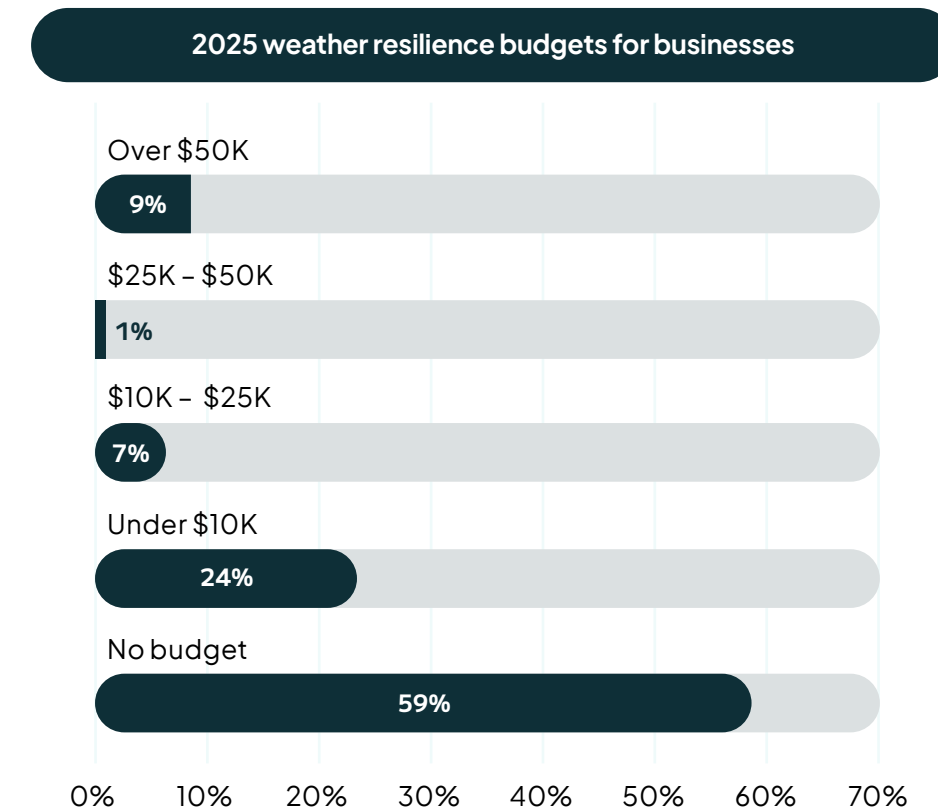 2025 weather resilience budgets for businesses
Over $50K
9%
$25K – $50K
1%
$10K – $25K
7%
Under $10K
24%
No budget
59%
0% 10% 20% 30% 40% 50% 60% 70%